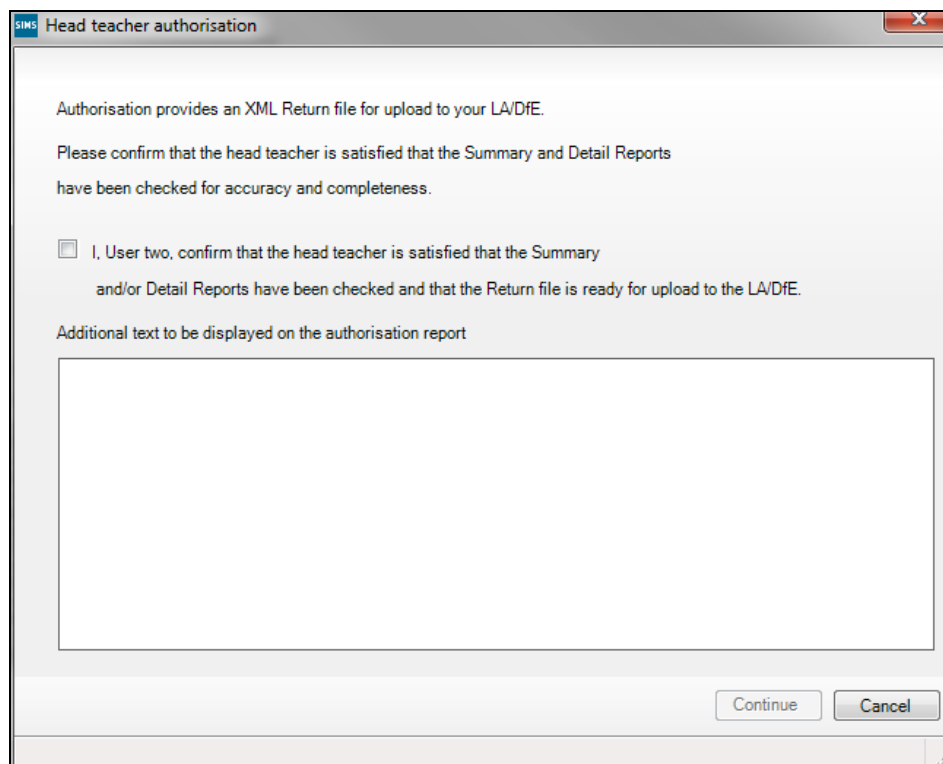 SIMS Head teacher authorisation
Authorisation provides an XML Return file for upload to your LA/DfE.
Please confirm that the head teacher is satisfied that the Summary and Detail Reports
have been checked for accuracy and completeness.
I, User two, confirm that the head teacher is satisfied that the Summary
and/or Detail Reports have been checked and that the Return file is ready for upload to the LA/DfE.
Additional text to be displayed on the authorisation report
Continue Cancel